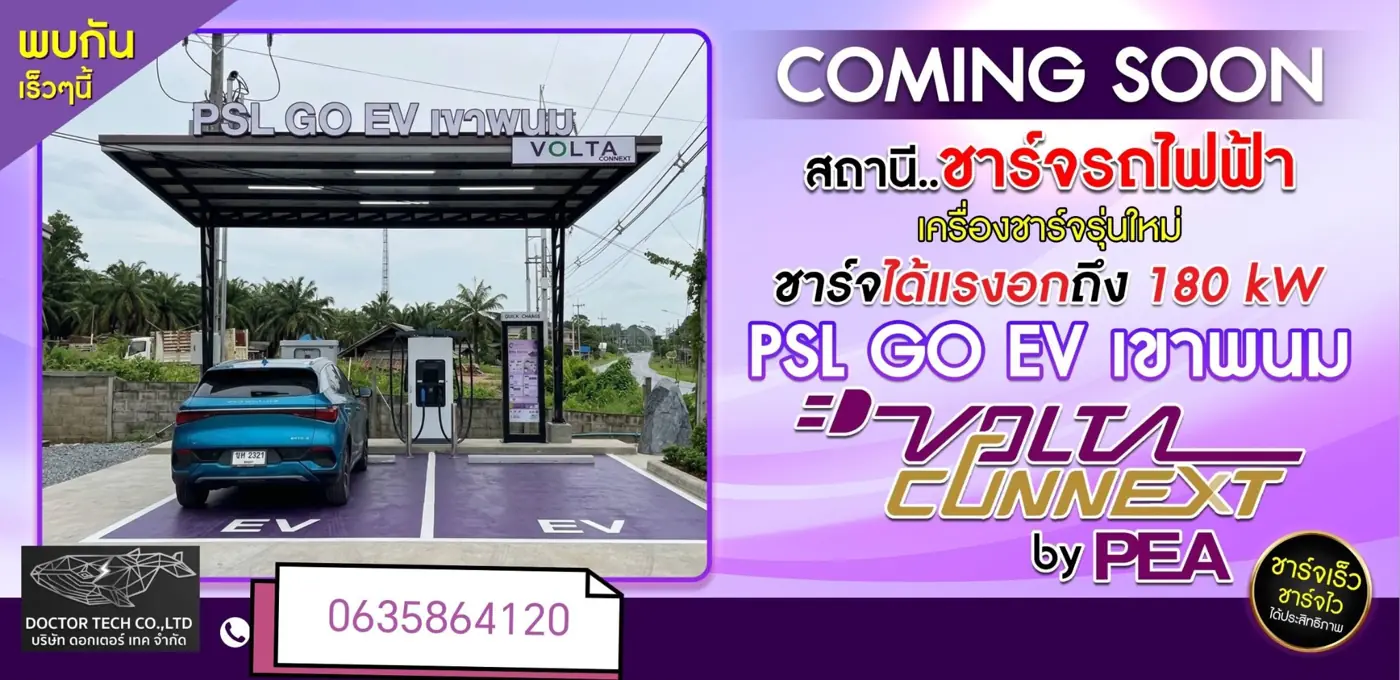 พบกัน
เร็วๆนี้
PSL GO EV เขาพนม
VOLTA
CONNEXT
QUICK CHARGE
ขห 2321
EV
EV
COMING SOON
สถานี..ชาร์จรถไฟฟ้า
เครื่องชาร์จรุ่นใหม่
ชาร์จได้แรงอกถึง 180 kW
PSL GO EV เขาพนม
VOLTA
CONNEXT
by PEA
ชาร์จเร็ว
ชาร์จไว
ได้ประสิทธิภาพ
DOCTOR TECH CO.,LTD
บริษัท ดอกเตอร์ เทค จำกัด
0635864120